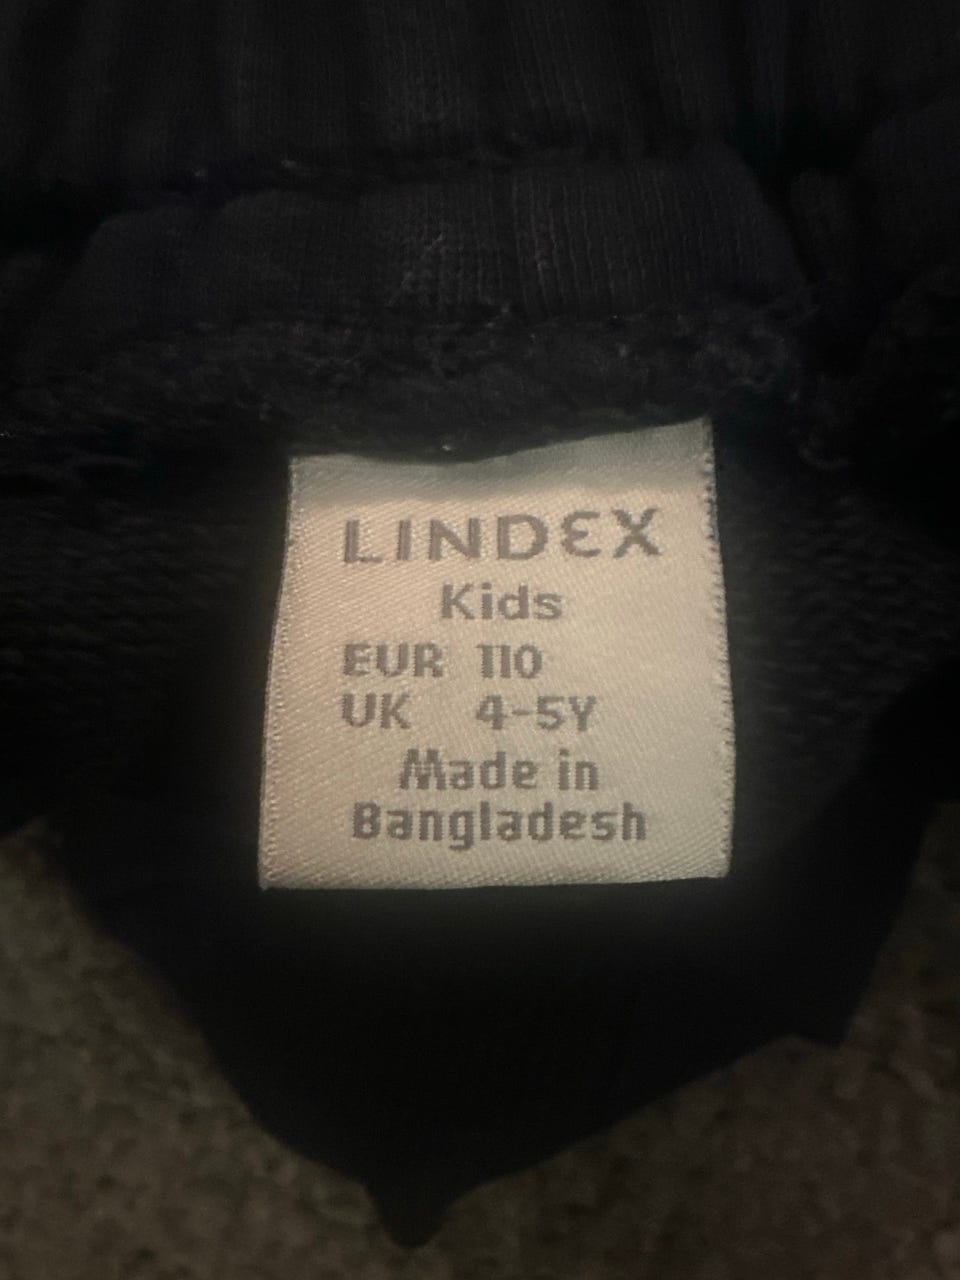 LINDEX
Kids
EUR 110
UK 4-5Y
Made in
Bangladesh